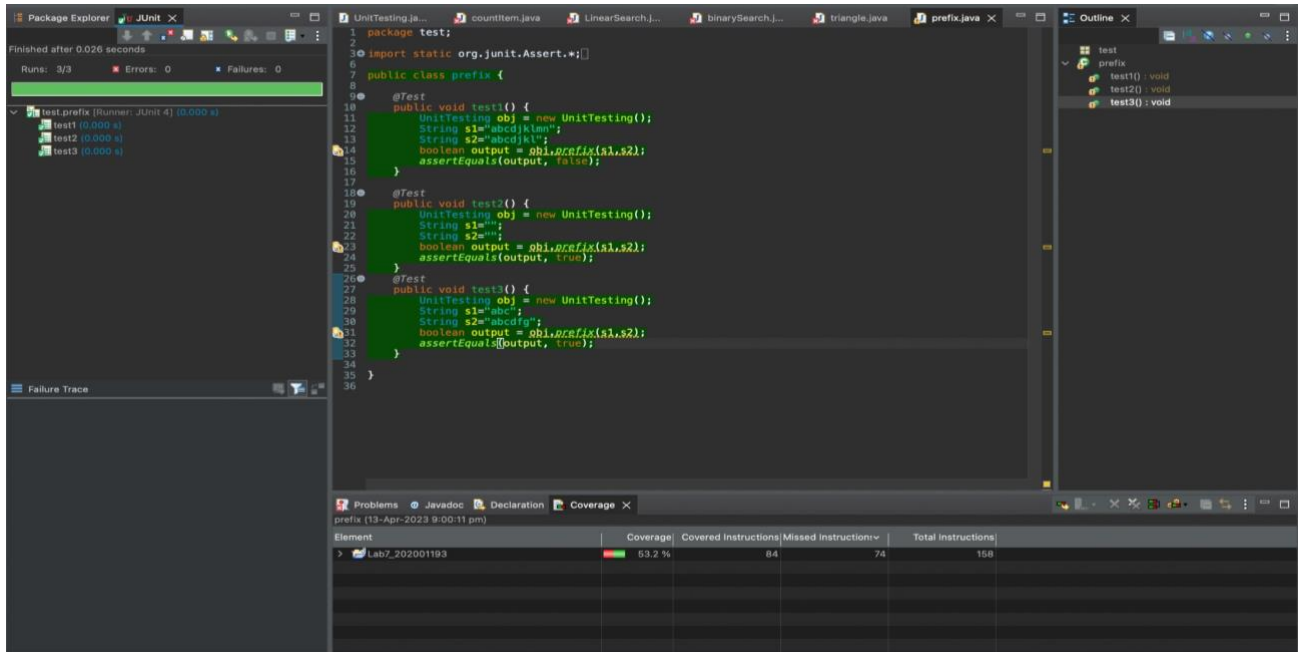 Package Explorer JUnit
Finished after 0.026 seconds
Runs: 3/3 Errors: 0 Failures: 0
test.prefix [Runner: JUnit 4] (0.000 s)
test1 (0.000 s)
test2 (0.000 s)
test3 (0.000 s)
Failure Trace
UnitTesting.ja... countItem.java LinearSearch.j... binarySearch.j... triangle.java prefix.java
1 package test;
2
3 import static org.junit.Assert.*;
6
7 public class prefix {
8
9 @Test
10 public void test1() {
11 UnitTesting obj = new UnitTesting();
12 String s1="abcdjklmn";
13 String s2="abcdjkl";
14 boolean output = obj.prefix(s1,s2);
15 assertEquals(output, false);
16 }
17
18 @Test
19 public void test2() {
20 UnitTesting obj = new UnitTesting();
21 String s1="";
22 String s2="";
23 boolean output = obj.prefix(s1,s2);
24 assertEquals(output, true);
25 }
26 @Test
27 public void test3() {
28 UnitTesting obj = new UnitTesting();
29 String s1="abc";
30 String s2="abcdfg";
31 boolean output = obj.prefix(s1,s2);
32 assertEquals(output, true);
33 }
34
35 }
36
Outline
test
prefix
test1() : void
test2() : void
test3() : void
Problems Javadoc Declaration Coverage
prefix (13-Apr-2023 9:00:11 pm)
Element Coverage Covered Instructions Missed Instructions Total Instructions
Lab7_202001193 53.2 % 84 74 158